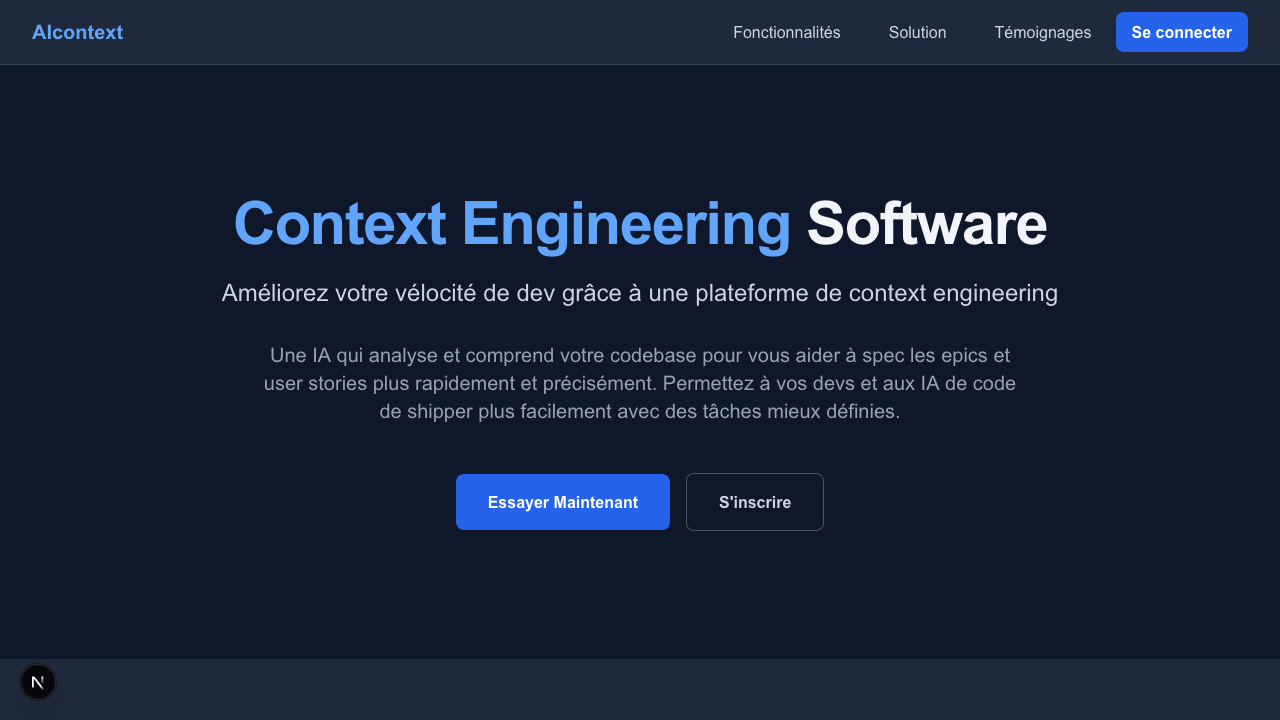 AIcontext
Fonctionnalités
Solution
Témoignages
Se connecter
Context Engineering Software
Améliorez votre vélocité de dev grâce à une plateforme de context engineering
Une IA qui analyse et comprend votre codebase pour vous aider à spec les epics et
user stories plus rapidement et précisément. Permettez à vos devs et aux IA de code
de shipper plus facilement avec des tâches mieux définies.
Essayer Maintenant
S'inscrire
N